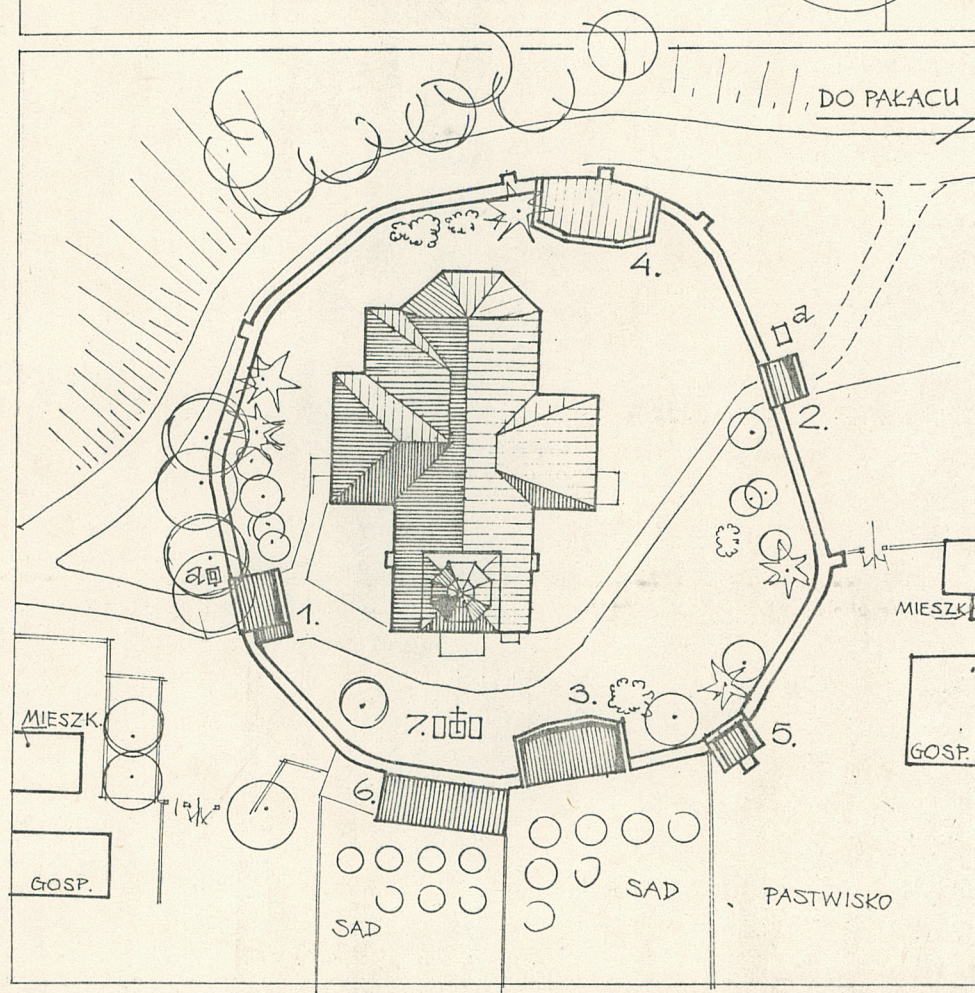 DO PAŁACU
4.
a
2.
a
1.
MIESZK.
MIESZK.
3.
7.
5.
GOSP.
6.
GOSP.
SAD
SAD
PASTWISKO